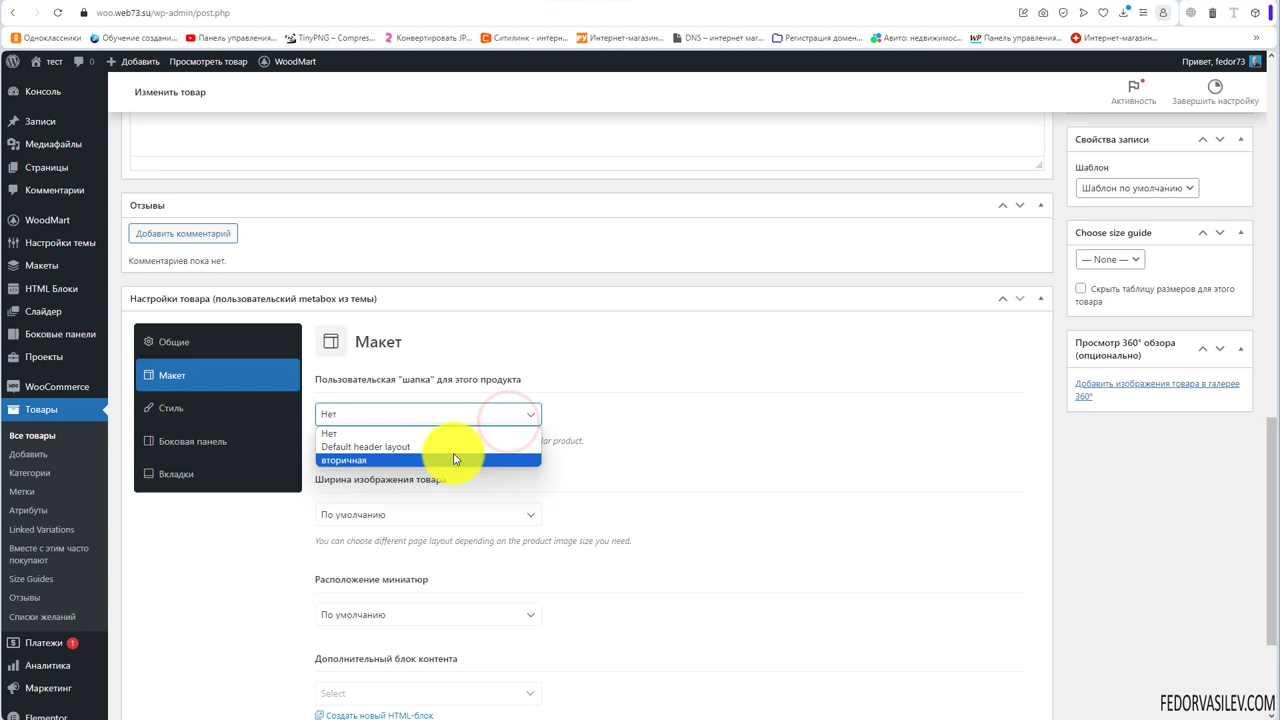 woo.web73.su/wp-admin/post.php
Одноклассники
Обучение создани...
Панель управления...
TinyPNG – Compres...
Конвертировать JP...
Ситилинк - интерн...
Интернет-магазин...
DNS – интернет маг...
Регистрация домен...
Авито: недвижимос...
Панель управления...
Интернет-магазин...
тест
0
Добавить
Просмотреть товар
WoodMart
Привет, fedor73
Изменить товар
Активность
Завершить настройку
Консоль
Записи
Медиафайлы
Страницы
Комментарии
WoodMart
Настройки темы
Макеты
HTML Блоки
Слайдер
Боковые панели
Проекты
WooCommerce
Товары
Все товары
Добавить
Категории
Метки
Атрибуты
Linked Variations
Вместе с этим часто
покупают
Size Guides
Отзывы
Списки желаний
Платежи 1
Аналитика
Маркетинг
Elementor
Отзывы
Добавить комментарий
Комментариев пока нет.
Настройки товара (пользовательский metabox из темы)
Общие
Макет
Стиль
Боковая панель
Вкладки
Макет
Пользовательская "шапка" для этого продукта
Нет
Нет
Default header layout
вторичная
lar product.
Ширина изображения товара
По умолчанию
You can choose different page layout depending on the product image size you need.
Расположение миниатюр
По умолчанию
Дополнительный блок контента
Select
Создать новый HTML-блок
Свойства записи
Шаблон
Шаблон по умолчанию
Choose size guide
— None —
Скрыть таблицу размеров для этого
товара
Просмотр 360° обзора
(опционально)
Добавить изображения товара в галерее
360°
FEDORVASILEV.COM